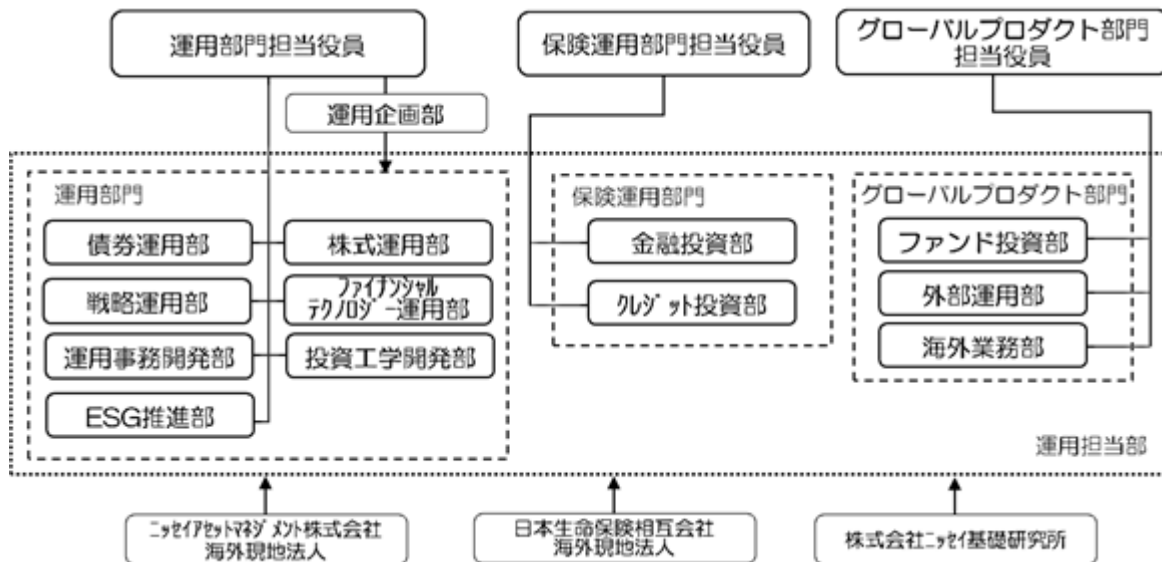 運用部門担当役員
保険運用部門担当役員
グローバルプロダクト部門
担当役員
運用企画部
運用部門
債券運用部
株式運用部
戦略運用部
ファイナンシャル
テクノロジー運用部
運用事務開発部
投資工学開発部
ESG推進部
保険運用部門
金融投資部
クレジット投資部
グローバルプロダクト部門
ファンド投資部
外部運用部
海外業務部
運用担当部
ニッセイアセットマネジメント株式会社
海外現地法人
日本生命保険相互会社
海外現地法人
株式会社ニッセイ基礎研究所